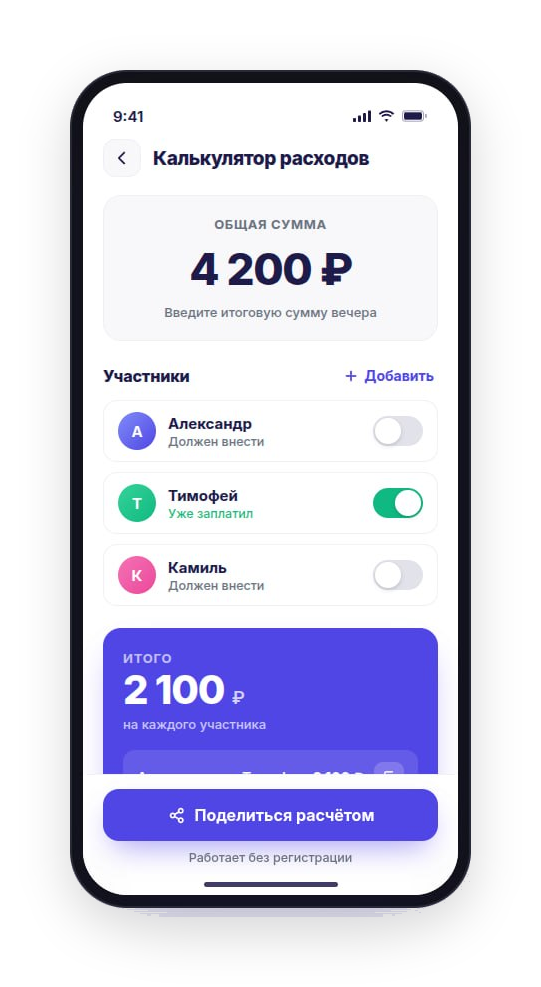 9:41
Калькулятор расходов
ОБЩАЯ СУММА
4 200 ₽
Введите итоговую сумму вечера
Участники
+ Добавить
А
Александр
Должен внести
Т
Тимофей
Уже заплатил
К
Камиль
Должен внести
ИТОГО
2 100 ₽
на каждого участника
Поделиться расчётом
Работает без регистрации